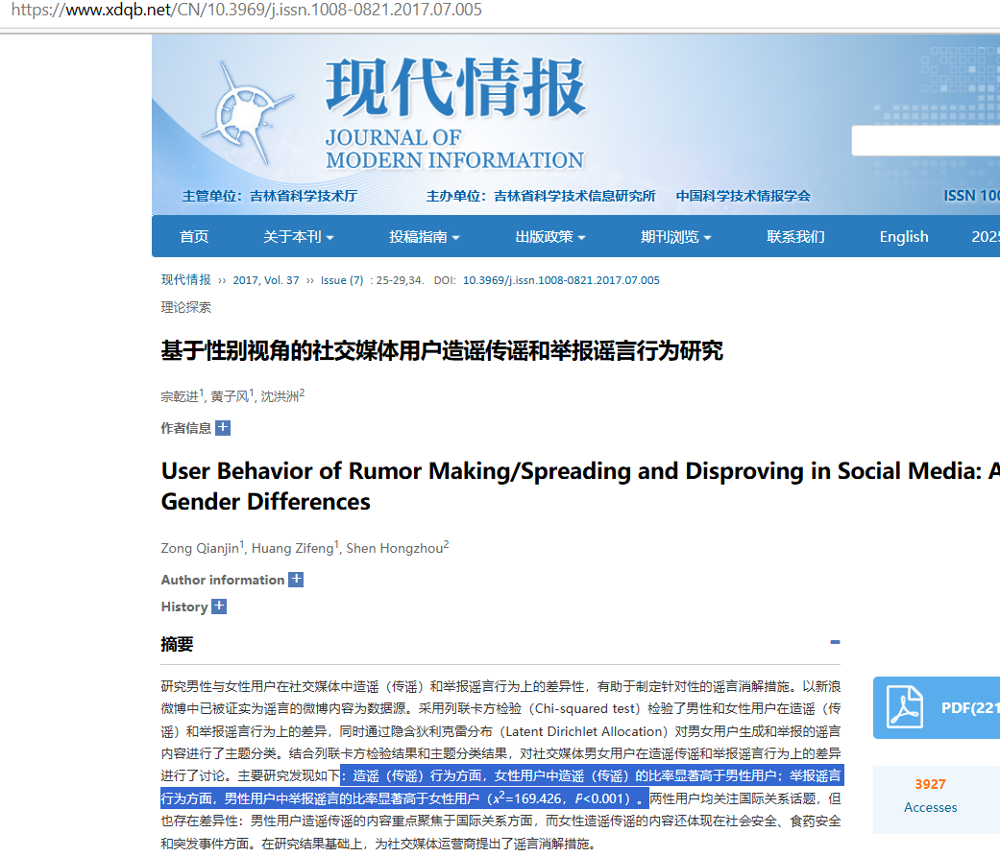 https://www.xdqb.net/CN/10.3969/j.issn.1008-0821.2017.07.005
现代情报
JOURNAL OF
MODERN INFORMATION
主管单位：吉林省科学技术厅 主办单位：吉林省科学技术信息研究所 中国科学技术情报学会 ISSN 100
首页 关于本刊 投稿指南 出版政策 期刊浏览 联系我们 English 2025
现代情报 ›› 2017, Vol. 37 ›› Issue (7) : 25-29,34. DOI: 10.3969/j.issn.1008-0821.2017.07.005
理论探索
基于性别视角的社交媒体用户造谣传谣和举报谣言行为研究
宗乾进1, 黄子风1, 沈洪洲2
作者信息 +
User Behavior of Rumor Making/Spreading and Disproving in Social Media: A
Gender Differences
Zong Qianjin1, Huang Zifeng1, Shen Hongzhou2
Author information +
History +
摘要
研究男性与女性用户在社交媒体中造谣（传谣）和举报谣言行为上的差异性，有助于制定针对性的谣言消解措施。以新浪
微博中已被证实为谣言的微博内容为数据源。采用列联卡方检验（Chi-squared test）检验了男性和女性用户在造谣（传
谣）和举报谣言行为上的差异，同时通过隐含狄利克雷分布（Latent Dirichlet Allocation）对男女用户生成和举报的谣言
内容进行了主题分类。结合列联卡方检验结果和主题分类结果，对社交媒体男女用户在造谣传谣和举报谣言行为上的差异
进行了讨论。主要研究发现如下：造谣（传谣）行为方面，女性用户中造谣（传谣）的比率显著高于男性用户；举报谣言
行为方面，男性用户中举报谣言的比率显著高于女性用户（x2=169.426，P<0.001）。两性用户均关注国际关系话题，但
也存在差异性：男性用户造谣传谣的内容重点聚焦于国际关系方面，而女性造谣传谣的内容还体现在社会安全、食药安全
和突发事件方面。在研究结果基础上，为社交媒体运营商提出了谣言消解措施。
PDF(221
3927
Accesses